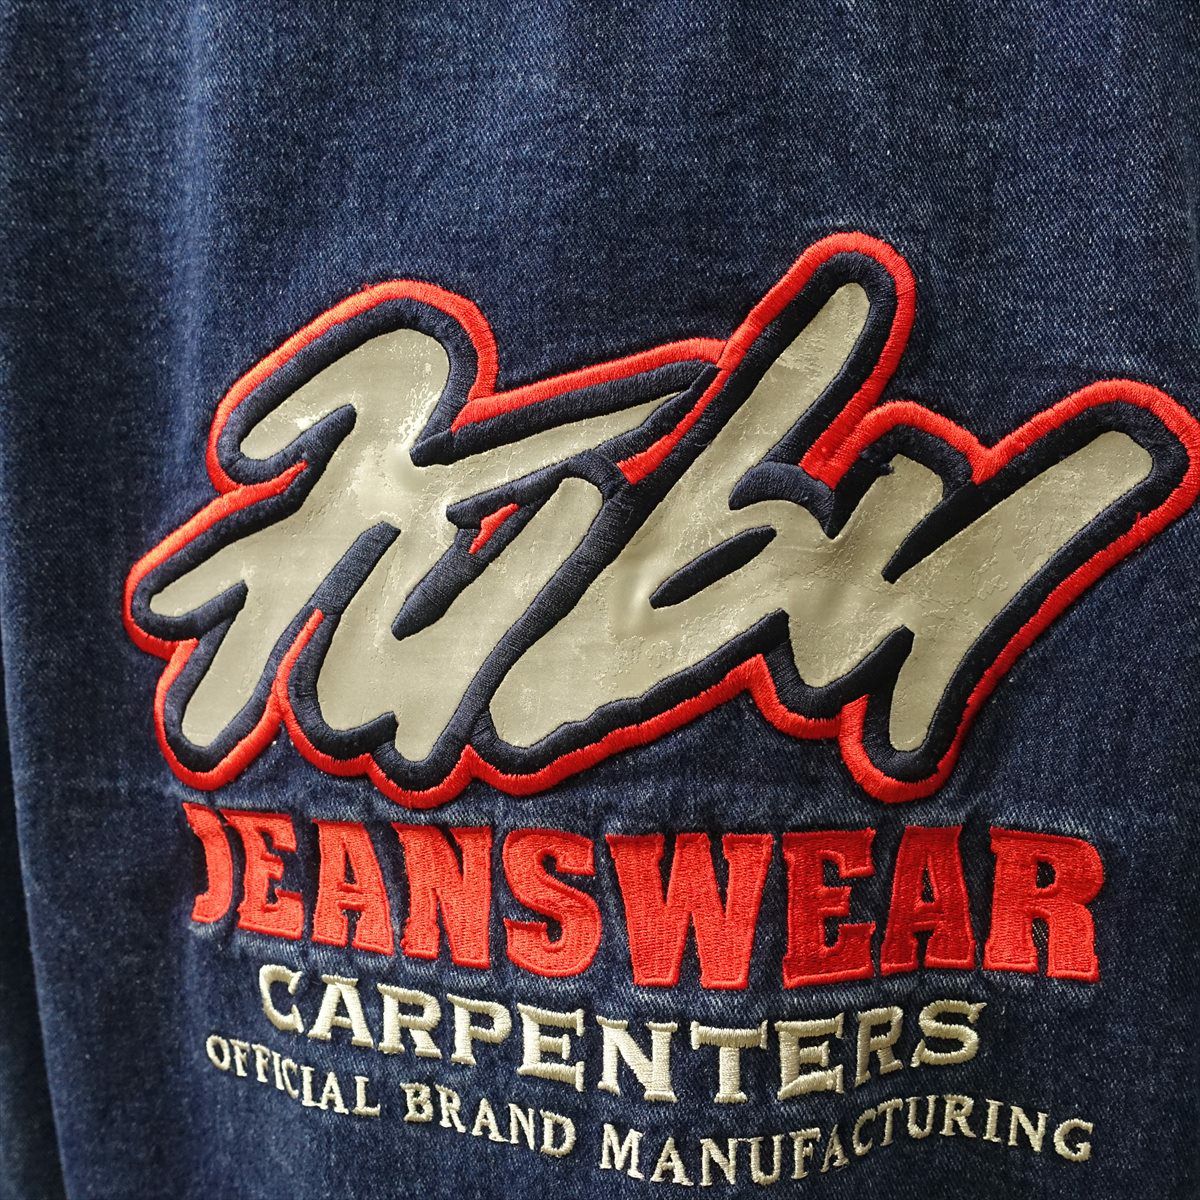 JEANSWEAR
CARPENTERS
OFFICIAL BRAND MANUFACTURING